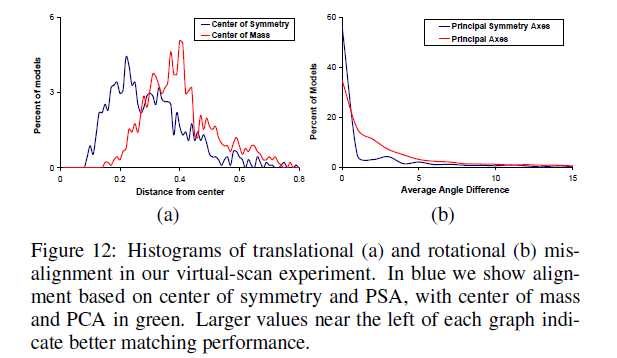 6
3
0
0
0.2
0.4
0.6
0.8
Percent of models
Distance from center
Center of Symmetry
Center of Mass
(a)
60
40
20
0
0
5
10
15
Percent of Models
Average Angle Difference
Principal Symmetry Axes
Principal Axes
(b)
Figure 12: Histograms of translational (a) and rotational (b) mis-
alignment in our virtual-scan experiment. In blue we show align-
ment based on center of symmetry and PSA, with center of mass
and PCA in green. Larger values near the left of each graph indi-
cate better matching performance.